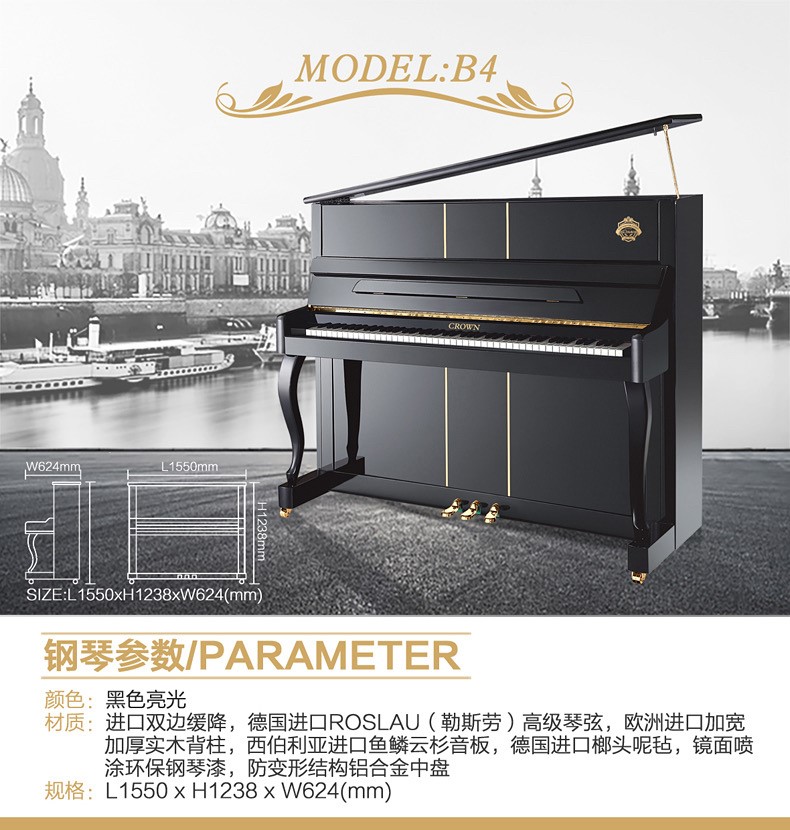 MODEL:B4
CROWN
W624mm
L1550mm
H1238mm
SIZE:L1550xH1238xW624(mm)
钢琴参数/PARAMETER
颜色：黑色亮光
材质：进口双边缓降，德国进口ROSLAU（勒斯劳）高级琴弦，欧洲进口加宽
加厚实木背柱，西伯利亚进口鱼鳞云杉音板，德国进口榔头呢毡，镜面喷
涂环保钢琴漆，防变形结构铝合金中盘
规格：L1550 x H1238 x W624(mm)